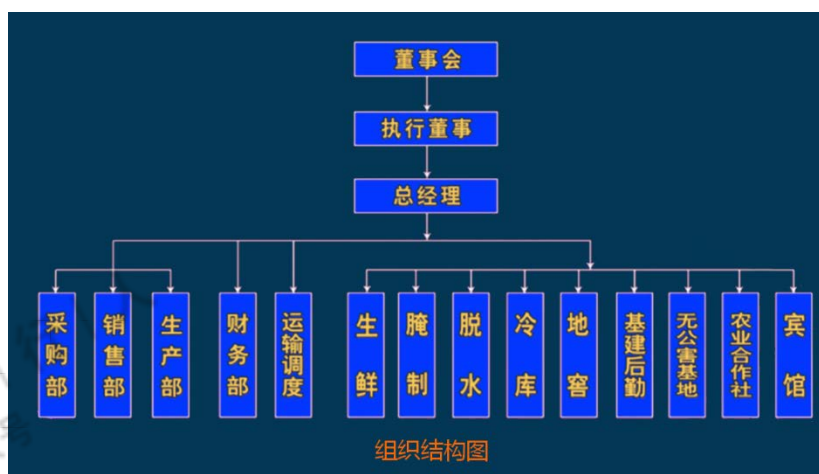 董事会
执行董事
总经理
采购部
销售部
生产部
财务部
运输调度
生鲜
腌制
脱水
冷库
地窖
基建后勤
无公害基地
农业合作社
宾馆
组织结构图